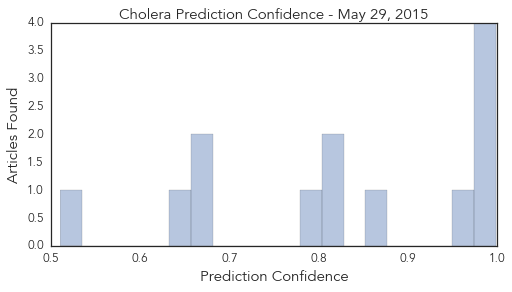 Cholera Prediction Confidence - May 29, 2015
Articles Found
4.0
3.5
3.0
2.5
2.0
1.5
1.0
0.5
0.0
0.5 0.6 0.7 0.8 0.9 1.0
Prediction Confidence